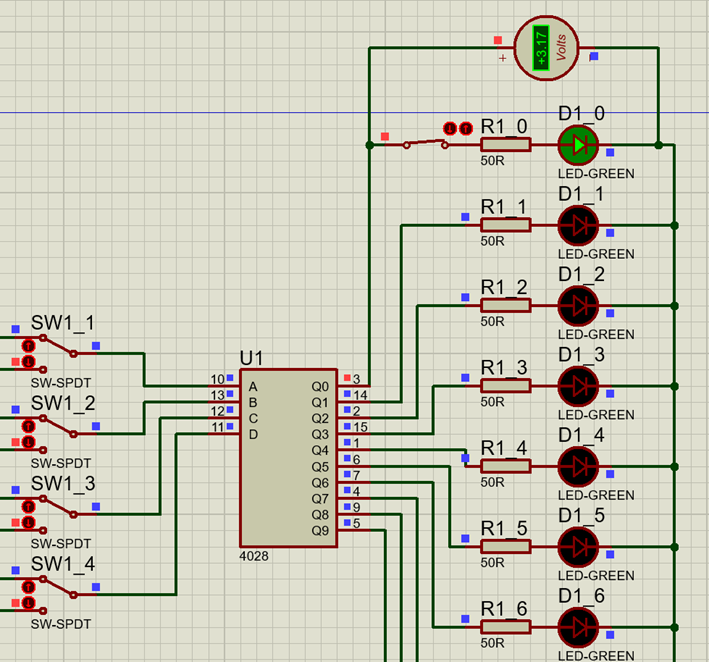 +3.17
Volts
+
D1_0
R1_0
50R
LED-GREEN
D1_1
R1_1
50R
LED-GREEN
D1_2
R1_2
50R
LED-GREEN
D1_3
R1_3
50R
LED-GREEN
D1_4
R1_4
50R
LED-GREEN
D1_5
R1_5
50R
LED-GREEN
D1_6
R1_6
50R
LED-GREEN
SW1_1
SW-SPDT
SW1_2
SW-SPDT
SW1_3
SW-SPDT
SW1_4
SW-SPDT
U1
10 A Q0 3
13 B Q1 14
12 C Q2 2
11 D Q3 15
Q4 1
Q5 6
Q6 7
Q7 4
Q8 9
Q9 5
4028